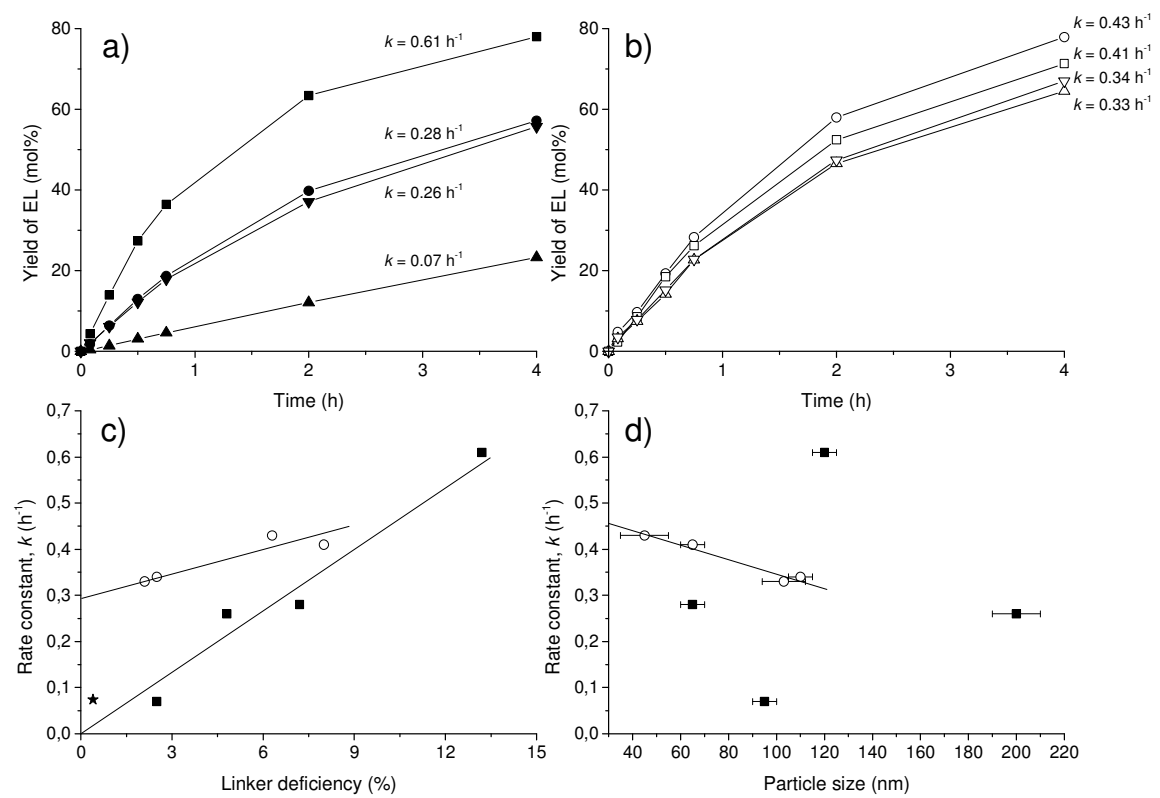 a)
80
60
40
20
0
Yield of EL (mol%)
k = 0.61 h⁻¹
k = 0.28 h⁻¹
k = 0.26 h⁻¹
k = 0.07 h⁻¹
0 1 2 3 4
Time (h)
b)
80
60
40
20
0
Yield of EL (mol%)
k = 0.43 h⁻¹
k = 0.41 h⁻¹
k = 0.34 h⁻¹
k = 0.33 h⁻¹
0 1 2 3 4
Time (h)
c)
0,7
0,6
0,5
0,4
0,3
0,2
0,1
0,0
Rate constant, k (h⁻¹)
0 3 6 9 12 15
Linker deficiency (%)
d)
0,7
0,6
0,5
0,4
0,3
0,2
0,1
0,0
Rate constant, k (h⁻¹)
40 60 80 100 120 140 160 180 200 220
Particle size (nm)